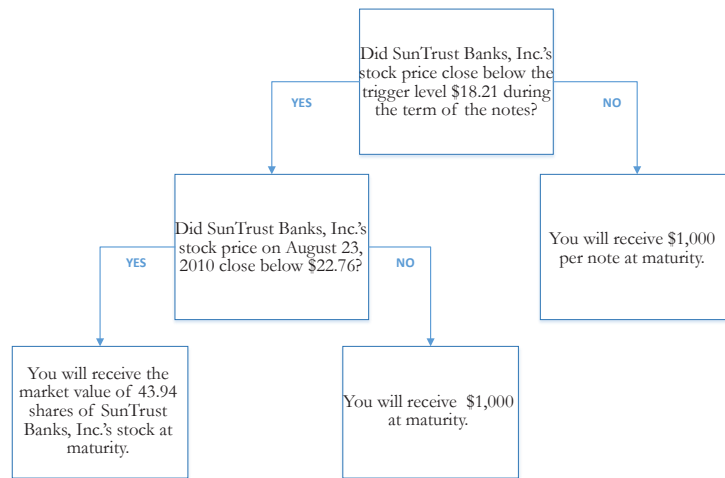 Did SunTrust Banks, Inc.'s
stock price close below the
trigger level $18.21 during
the term of the notes?
YES
NO
Did SunTrust Banks, Inc.'s
stock price on August 23,
2010 close below $22.76?
You will receive $1,000
per note at maturity.
YES
NO
You will receive the
market value of 43.94
shares of SunTrust
Banks, Inc.'s stock at
maturity.
You will receive $1,000
at maturity.